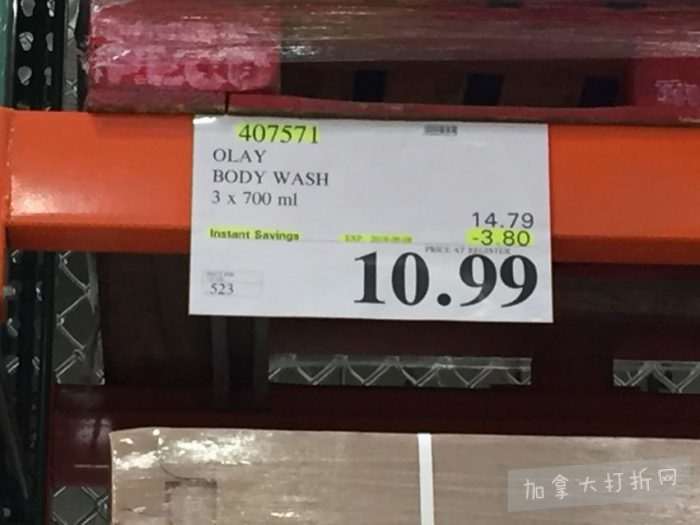 407571
OLAY
BODY WASH
3 x 700 ml
14.79
Instant Savings EXP. -3.80
PRICE AT REGISTER
10.99
523
加拿大打折网